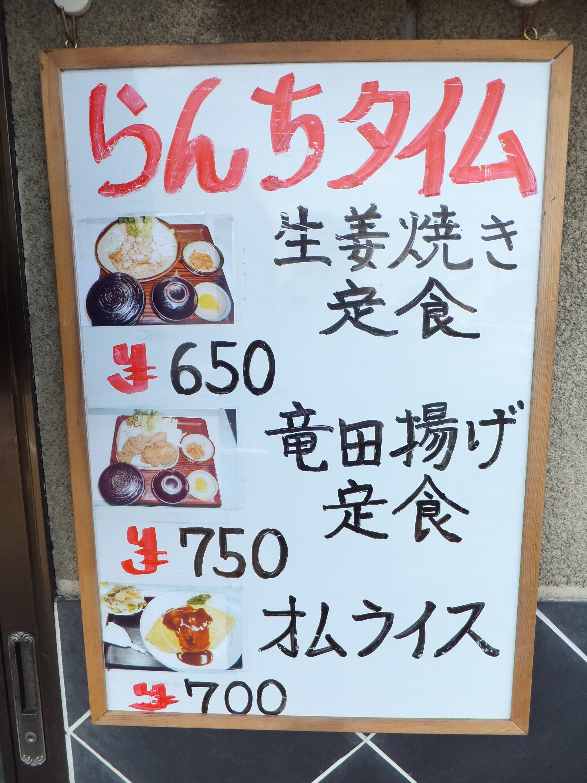 らんちタイム
生姜焼き
定食
¥650
竜田揚げ
定食
¥750
オムライス
¥700